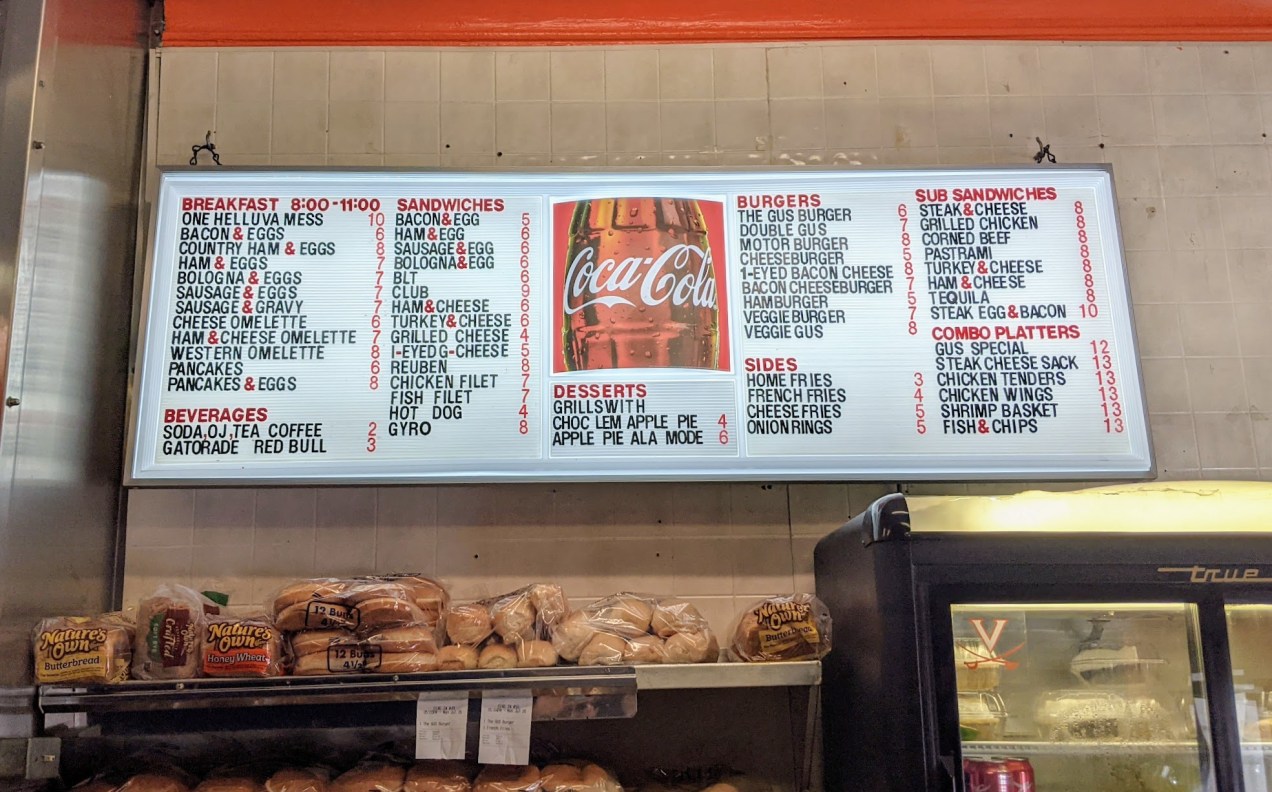 BREAKFAST 8:00-11:00
ONE HELLUVA MESS 10
BACON & EGGS 6
COUNTRY HAM & EGGS 8
HAM & EGGS 7
BOLOGNA & EGGS 7
SAUSAGE & EGGS 7
SAUSAGE & GRAVY 7
CHEESE OMELETTE 6
HAM & CHEESE OMELETTE 7
WESTERN OMELETTE 8
PANCAKES 6
PANCAKES & EGGS 8
BEVERAGES
SODA,OJ,TEA COFFEE 2
GATORADE RED BULL 3
SANDWICHES
BACON&EGG 5
HAM&EGG 6
SAUSAGE&EGG 6
BOLOGNA&EGG 6
BLT 6
CLUB 9
HAM&CHEESE 6
TURKEY&CHEESE 6
GRILLED CHEESE 4
1-EYED G-CHEESE 5
REUBEN 8
CHICKEN FILET 7
FISH FILET 7
HOT DOG 4
GYRO 8
Coca-Cola
DESSERTS
GRILLSWITH
CHOC LEM APPLE PIE 4
APPLE PIE ALA MODE 6
BURGERS
THE GUS BURGER 6
DOUBLE GUS 7
MOTOR BURGER 8
CHEESEBURGER 5
1-EYED BACON CHEESE 8
BACON CHEESEBURGER 7
HAMBURGER 5
VEGGIE BURGER 7
VEGGIE GUS 8
SIDES
HOME FRIES 3
FRENCH FRIES 4
CHEESE FRIES 5
ONION RINGS 5
SUB SANDWICHES
STEAK&CHEESE 8
GRILLED CHICKEN 8
CORNED BEEF 8
PASTRAMI 8
TURKEY&CHEESE 8
HAM&CHEESE 8
TEQUILA 8
STEAK EGG&BACON 10
COMBO PLATTERS
GUS SPECIAL 12
STEAK CHEESE SACK 13
CHICKEN TENDERS 13
CHICKEN WINGS 13
SHRIMP BASKET 13
FISH& CHIPS 13
Nature's Own
Butterbread
Nature's Own
Honey Wheat
12 Buns
4½"
12 Buns
4½"
Nature's Own
Butterbread
true
V